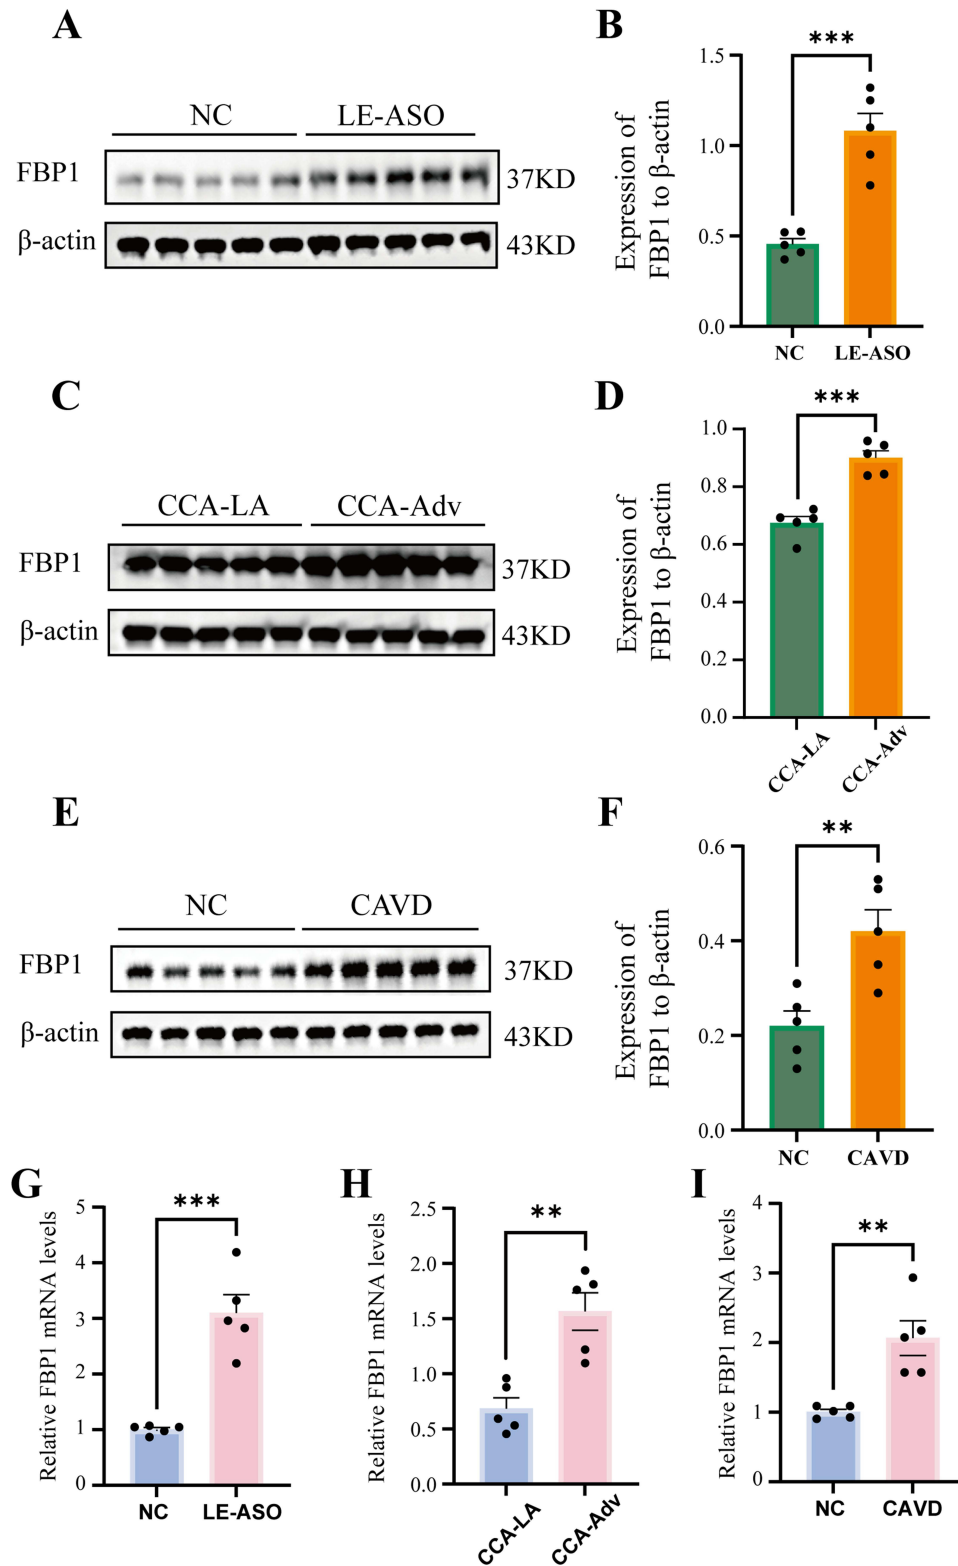 A
NC LE-ASO
FBP1 37KD
β-actin 43KD
B
***
Expression of
FBP1 to β-actin
1.5
1.0
0.5
0.0
NC LE-ASO
C
CCA-LA CCA-Adv
FBP1 37KD
β-actin 43KD
D
***
Expression of
FBP1 to β-actin
1.0
0.8
0.6
0.4
0.2
0.0
CCA-LA CCA-Adv
E
NC CAVD
FBP1 37KD
β-actin 43KD
F
**
Expression of
FBP1 to β-actin
0.6
0.4
0.2
0.0
NC CAVD
G
***
Relative FBP1 mRNA levels
5
4
3
2
1
0
NC LE-ASO
H
**
Relative FBP1 mRNA levels
2.5
2.0
1.5
1.0
0.5
0.0
CCA-LA CCA-Adv
I
**
Relative FBP1 mRNA levels
4
3
2
1
0
NC CAVD